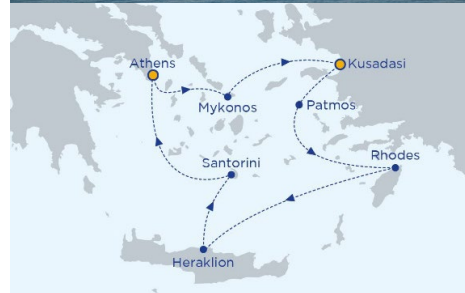 Athens
Kusadasi
Mykonos
Patmos
Santorini
Rhodes
Heraklion